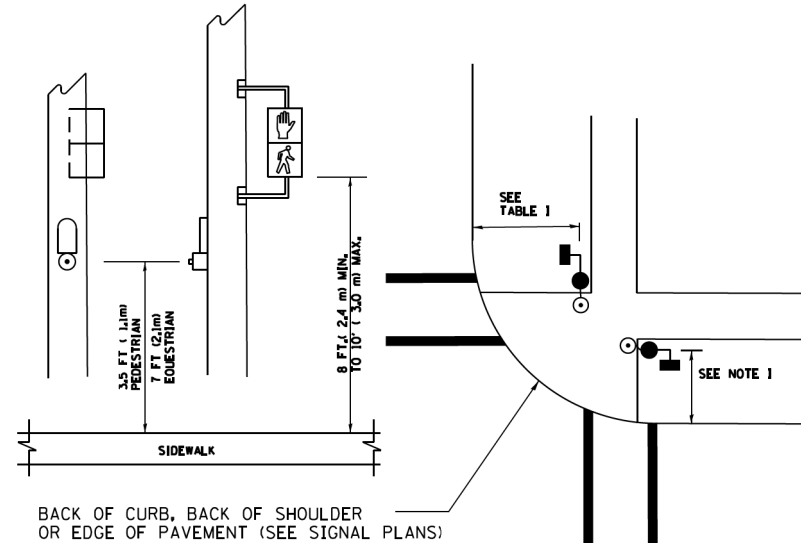 3.5 FT ( 1.1m)
PEDESTRIAN
7 FT (2.1m)
EQUESTRIAN
8 FT.( 2.4 m) MIN.
TO 10' ( 3.0 m) MAX.
SIDEWALK
BACK OF CURB, BACK OF SHOULDER
OR EDGE OF PAVEMENT (SEE SIGNAL PLANS)
SEE
TABLE 1
SEE NOTE 1